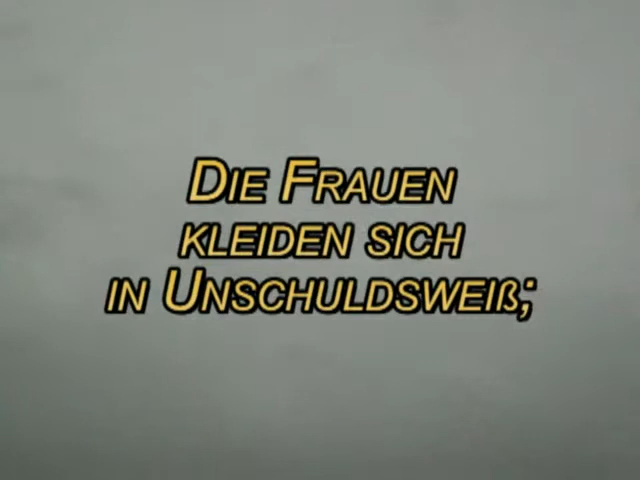 Die Frauen
kleiden sich
in Unschuldsweiß;